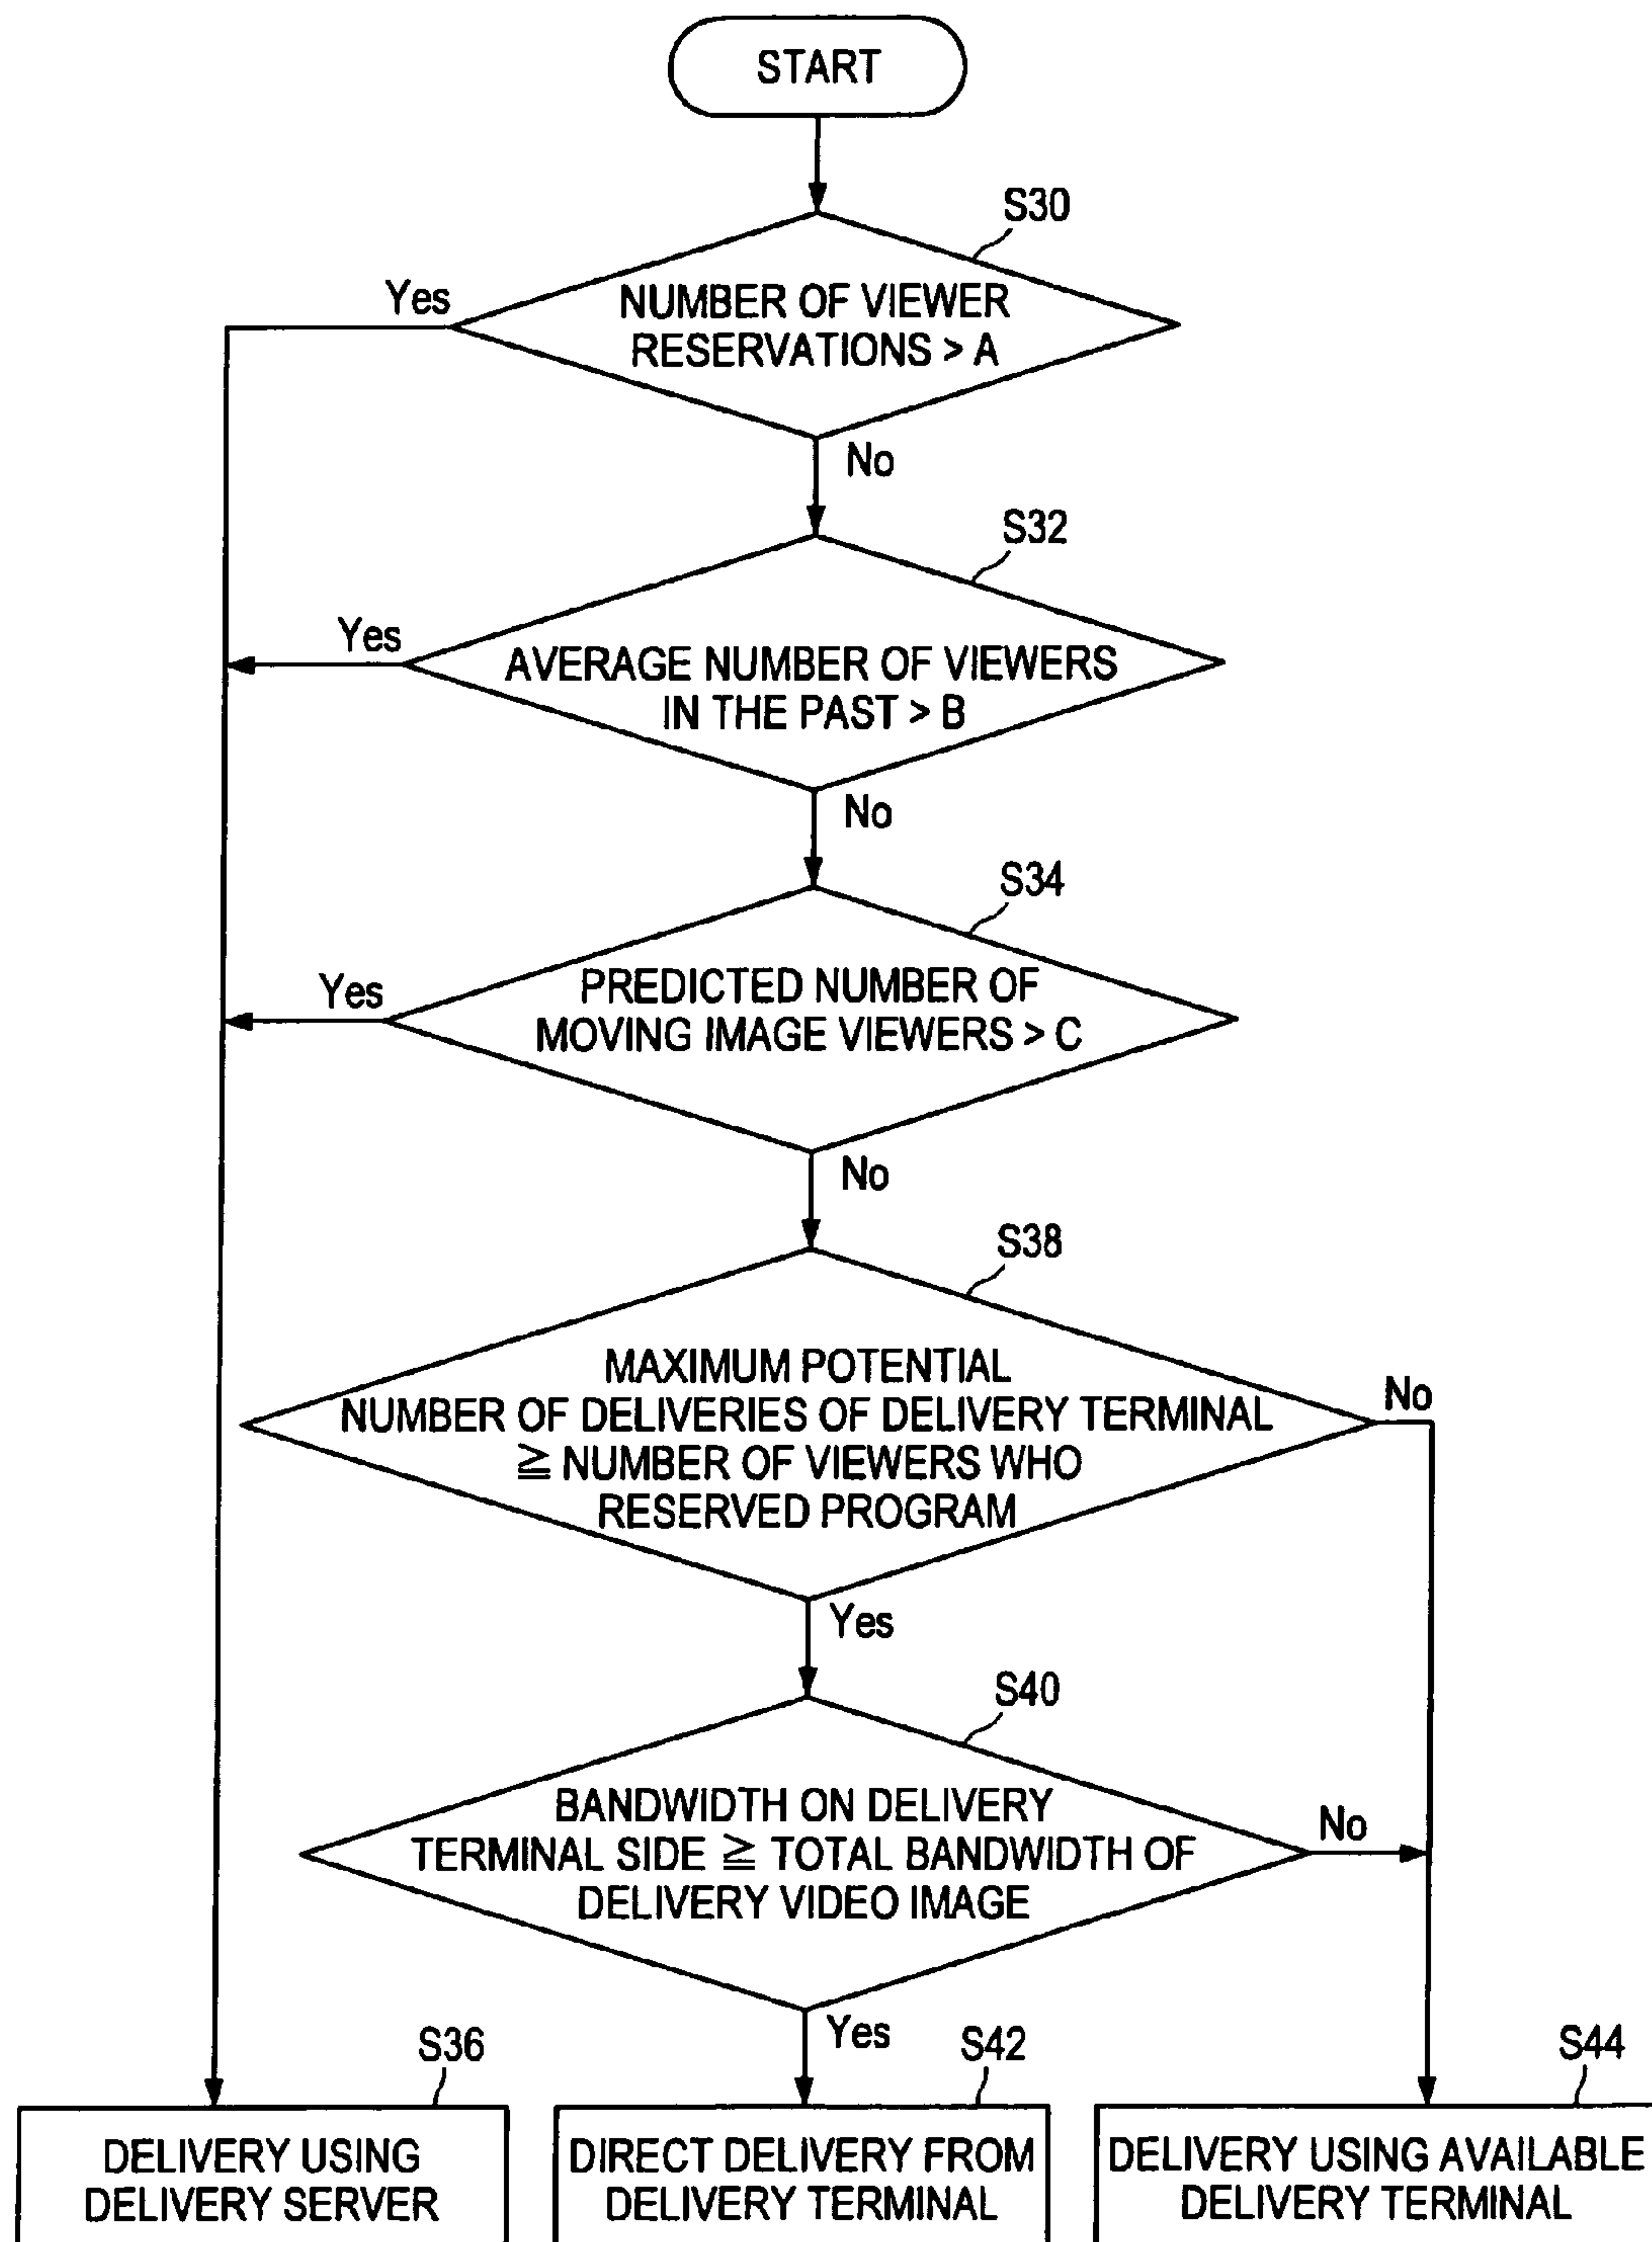 START
S30
Yes
NUMBER OF VIEWER
RESERVATIONS > A
No
S32
Yes
AVERAGE NUMBER OF VIEWERS
IN THE PAST > B
No
S34
Yes
PREDICTED NUMBER OF
MOVING IMAGE VIEWERS > C
No
S38
MAXIMUM POTENTIAL
NUMBER OF DELIVERIES OF DELIVERY TERMINAL
≧ NUMBER OF VIEWERS WHO
RESERVED PROGRAM
No
Yes
S40
BANDWIDTH ON DELIVERY
TERMINAL SIDE ≧ TOTAL BANDWIDTH OF
DELIVERY VIDEO IMAGE
No
Yes
S36
DELIVERY USING
DELIVERY SERVER
S42
DIRECT DELIVERY FROM
DELIVERY TERMINAL
S44
DELIVERY USING AVAILABLE
DELIVERY TERMINAL